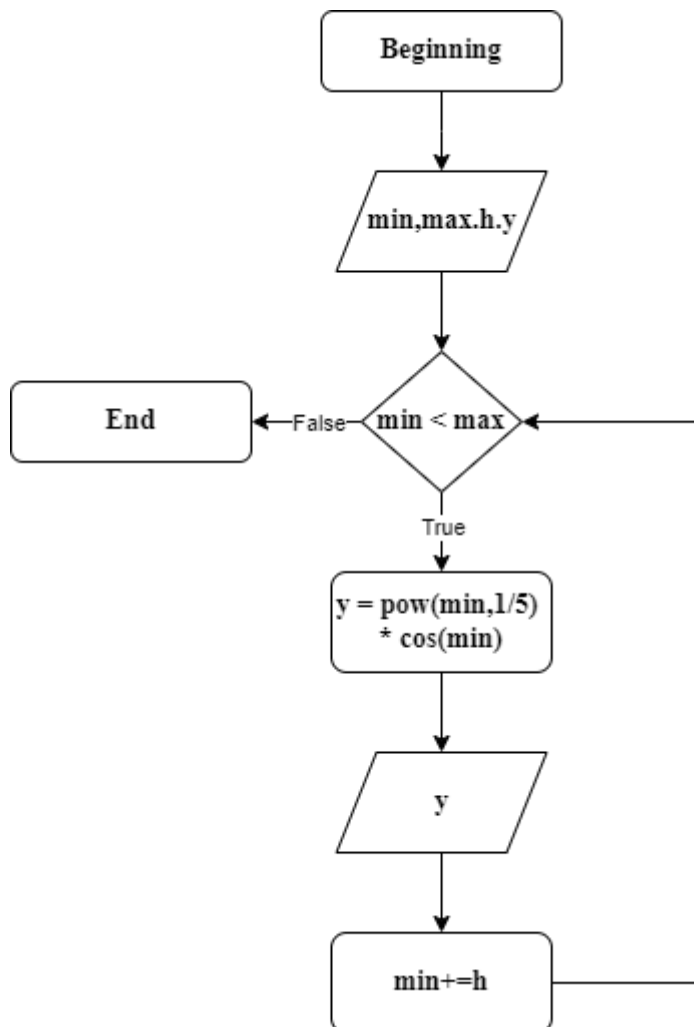 Beginning
min,max.h.y
min < max
False
End
True
y = pow(min,1/5)
* cos(min)
y
min+=h